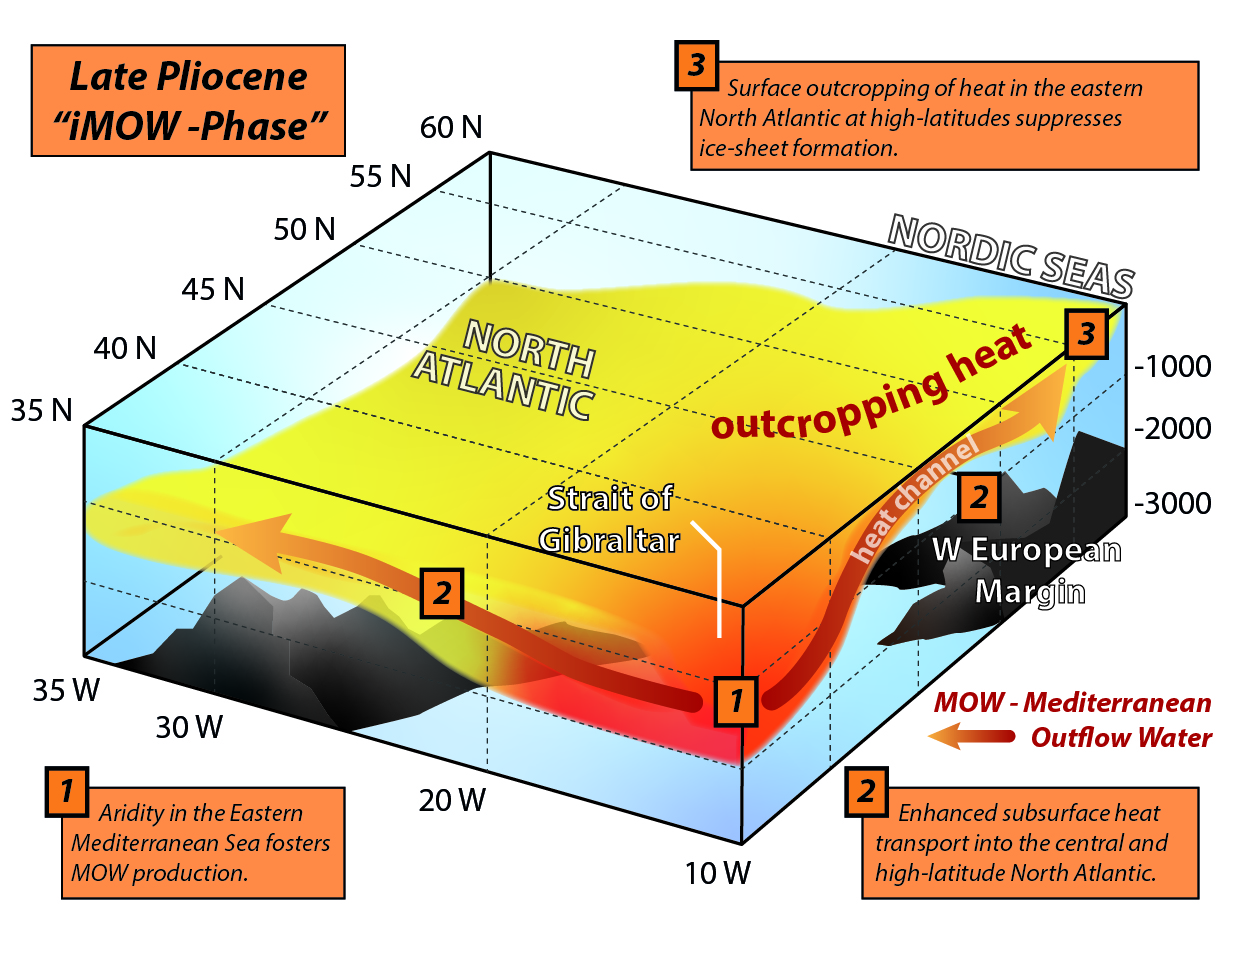 Late Pliocene
“iMOW -Phase”
3
Surface outcropping of heat in the eastern
North Atlantic at high-latitudes suppresses
ice-sheet formation.
60 N
55 N
50 N
45 N
40 N
35 N
NORDIC SEAS
3
-1000
-2000
-3000
NORTH
ATLANTIC
outcropping heat
heat channel
Strait of
Gibraltar
2
W European
Margin
2
1
35 W
30 W
20 W
10 W
MOW - Mediterranean
Outflow Water
1
Aridity in the Eastern
Mediterranean Sea fosters
MOW production.
2
Enhanced subsurface heat
transport into the central and
high-latitude North Atlantic.